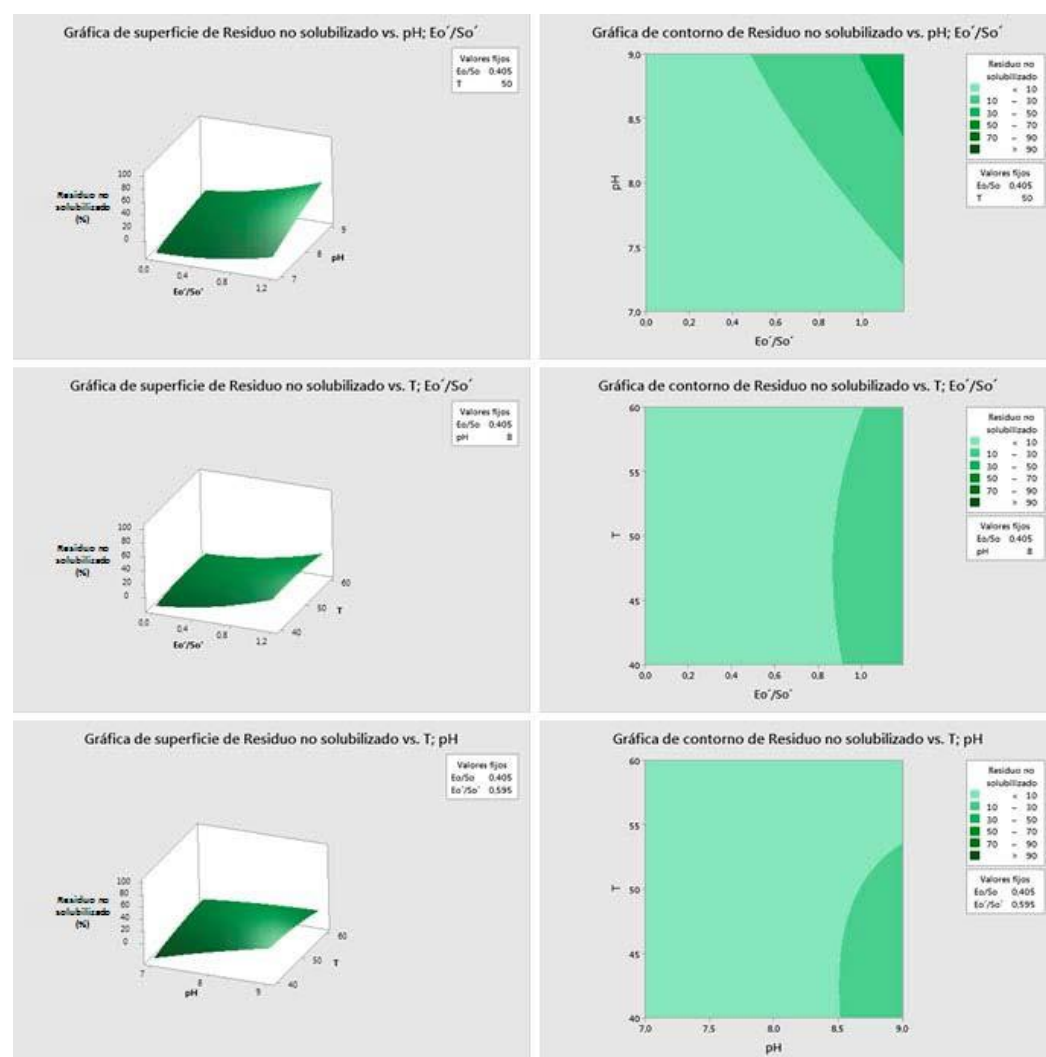 Gráfica de superficie de Residuo no solubilizado vs. pH; Eo´/So´
Valores fijos
Eo/So 0,405
T 50
Residuo no
solubilizado
(%)
100
80
60
40
20
0
0,0
0,4
0,8
1,2
Eo´/So´
7
8
9
pH
Gráfica de contorno de Residuo no solubilizado vs. pH; Eo´/So´
9,0
8,5
8,0
7,5
7,0
pH
0,0 0,2 0,4 0,6 0,8 1,0
Eo´/So´
Residuo no
solubilizado
< 10
10 – 30
30 – 50
50 – 70
70 – 90
> 90
Valores fijos
Eo/So 0,405
T 50
Gráfica de superficie de Residuo no solubilizado vs. T; Eo´/So´
Valores fijos
Eo/So 0,405
pH 8
Residuo no
solubilizado
(%)
100
80
60
40
20
0
0,0
0,4
0,8
1,2
Eo´/So´
40
50
60
T
Gráfica de contorno de Residuo no solubilizado vs. T; Eo´/So´
60
55
50
45
40
T
0,0 0,2 0,4 0,6 0,8 1,0
Eo´/So´
Residuo no
solubilizado
< 10
10 – 30
30 – 50
50 – 70
70 – 90
> 90
Valores fijos
Eo/So 0,405
pH 8
Gráfica de superficie de Residuo no solubilizado vs. T; pH
Valores fijos
Eo/So 0,405
Eo´/So´ 0,595
Residuo no
solubilizado
(%)
100
80
60
40
20
0
7
8
9
pH
40
50
60
T
Gráfica de contorno de Residuo no solubilizado vs. T; pH
60
55
50
45
40
T
7,0 7,5 8,0 8,5 9,0
pH
Residuo no
solubilizado
< 10
10 – 30
30 – 50
50 – 70
70 – 90
> 90
Valores fijos
Eo/So 0,405
Eo´/So´ 0,595